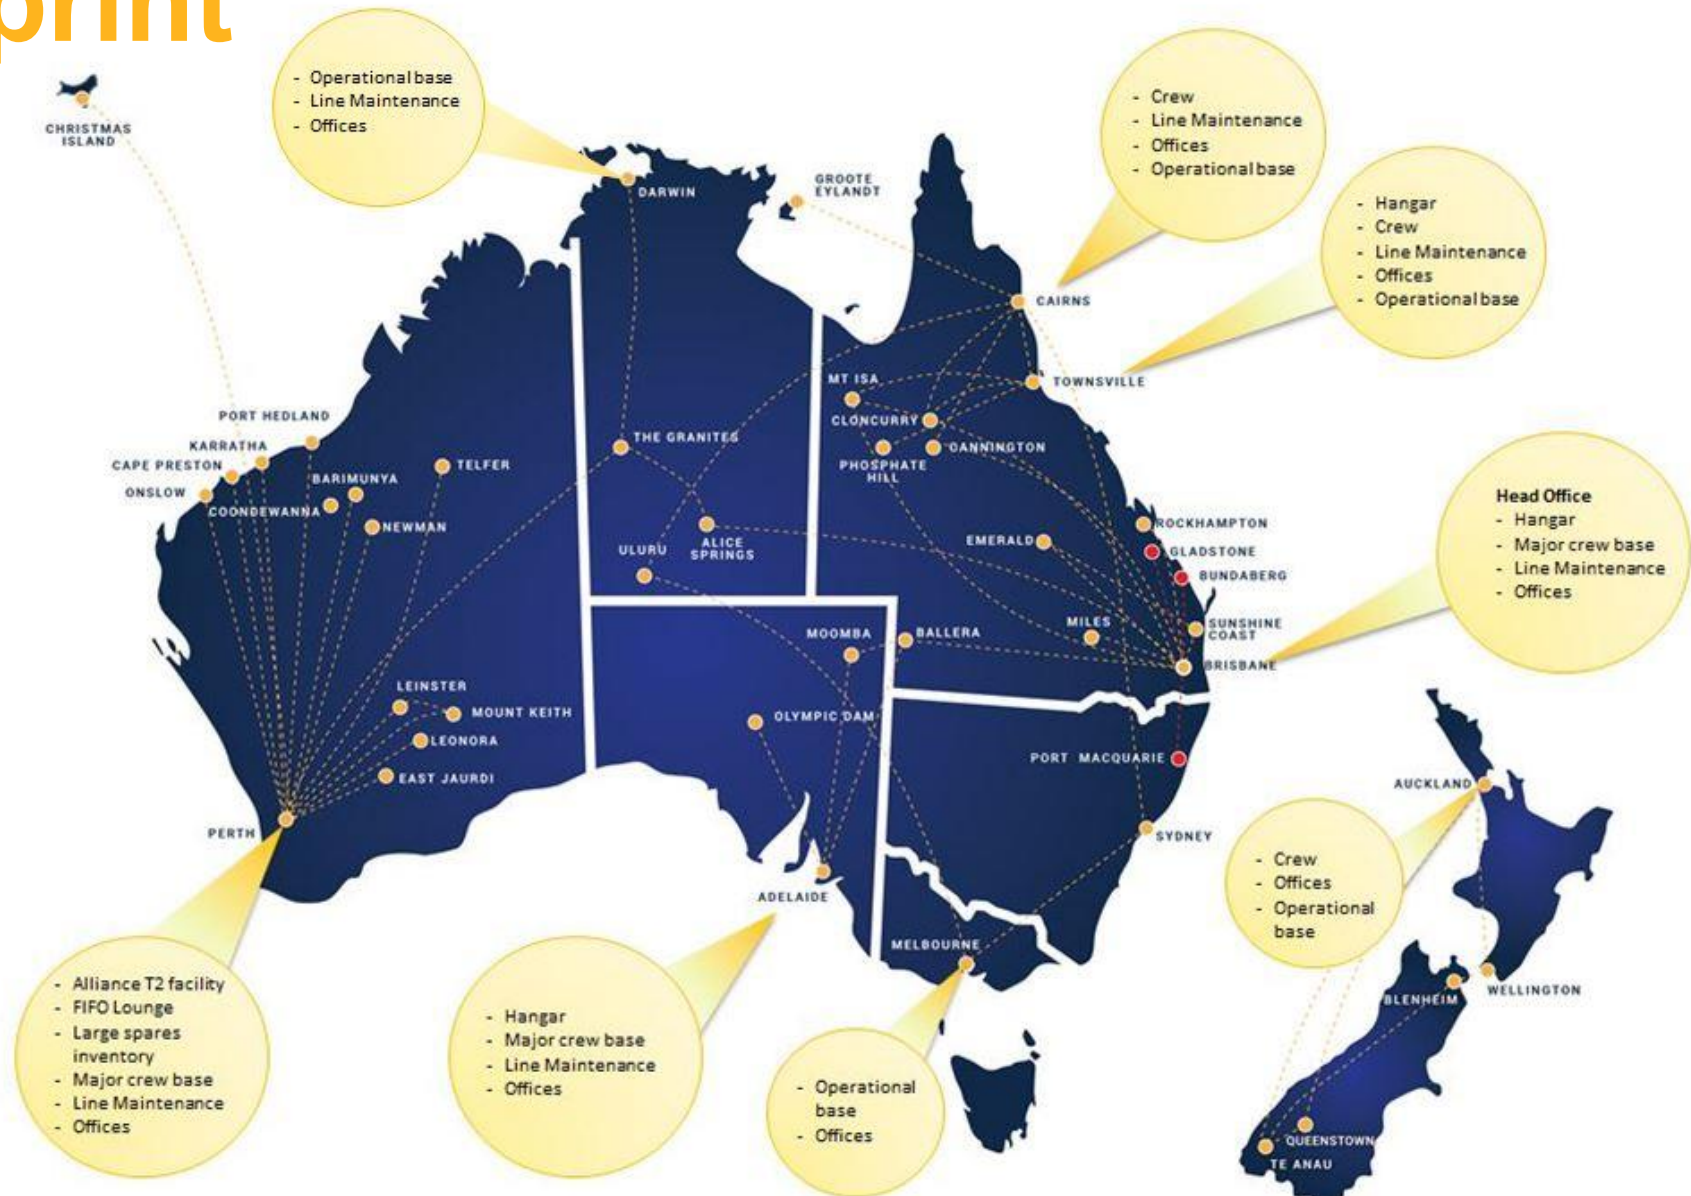 print
CHRISTMAS
ISLAND
- Operational base
- Line Maintenance
- Offices
- Crew
- Line Maintenance
- Offices
- Operational base
- Hangar
- Crew
- Line Maintenance
- Offices
- Operational base
DARWIN
GROOTE
EYLANDT
CAIRNS
TOWNSVILLE
MT ISA
CLONCURRY
CANNINGTON
PHOSPHATE
HILL
PORT HEDLAND
KARRATHA
CAPE PRESTON
ONSLOW
BARIMUNYA
COONDEWANNA
NEWMAN
TELFER
THE GRANITES
ULURU
ALICE
SPRINGS
EMERALD
ROCKHAMPTON
GLADSTONE
BUNDABERG
SUNSHINE
COAST
BRISBANE
MILES
MOOMBA
BALLERA
Head Office
- Hangar
- Major crew base
- Line Maintenance
- Offices
LEINSTER
MOUNT KEITH
LEONORA
EAST JAURDI
PERTH
OLYMPIC DAM
PORT MACQUARIE
SYDNEY
ADELAIDE
MELBOURNE
AUCKLAND
WELLINGTON
BLENHEIM
QUEENSTOWN
TE ANAU
- Crew
- Offices
- Operational
base
- Alliance T2 facility
- FIFO Lounge
- Large spares
inventory
- Major crew base
- Line Maintenance
- Offices
- Hangar
- Major crew base
- Line Maintenance
- Offices
- Operational
base
- Offices